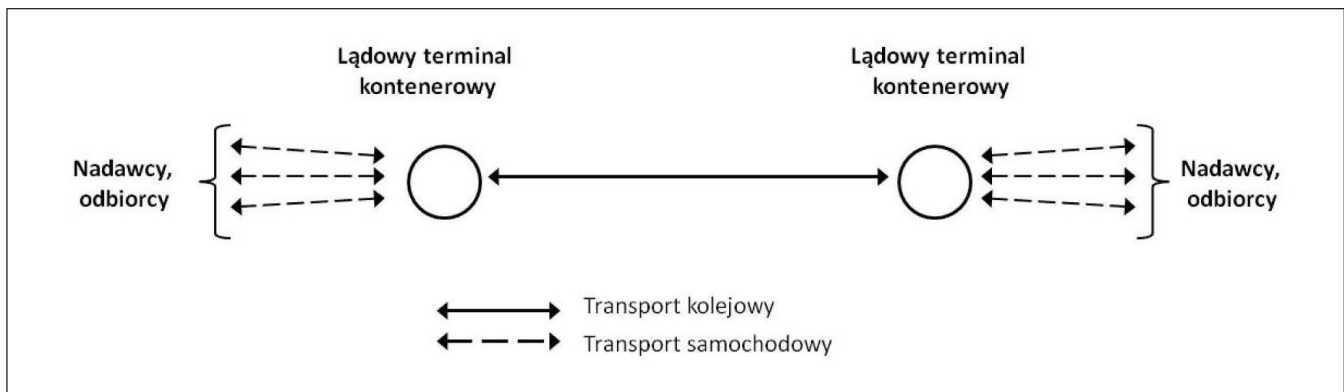 Lądowy terminal
kontenerowy
Lądowy terminal
kontenerowy
Nadawcy,
odbiorcy
Nadawcy,
odbiorcy
Transport kolejowy
Transport samochodowy